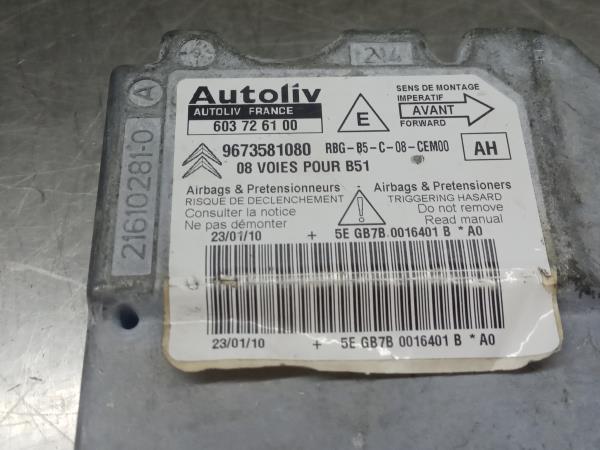 214
A
21610281-0
Autoliv
AUTOLIV FRANCE
603 72 61 00
E
SENS DE MONTAGE
IMPERATIF
AVANT
FORWARD
9673581080 RBG-B5-C-08-CEM00
08 VOIES POUR B51
AH
Airbags & Pretensionneurs
RISQUE DE DECLENCHEMENT
Consulter la notice
Ne pas démonter
!
Airbags & Pretensioners
TRIGGERING HASARD
Do not remove
Read manual
23/01/10 + 5E GB7B 0016401 B * A0
23/01/10 + 5E GB7B 0016401 B * A0